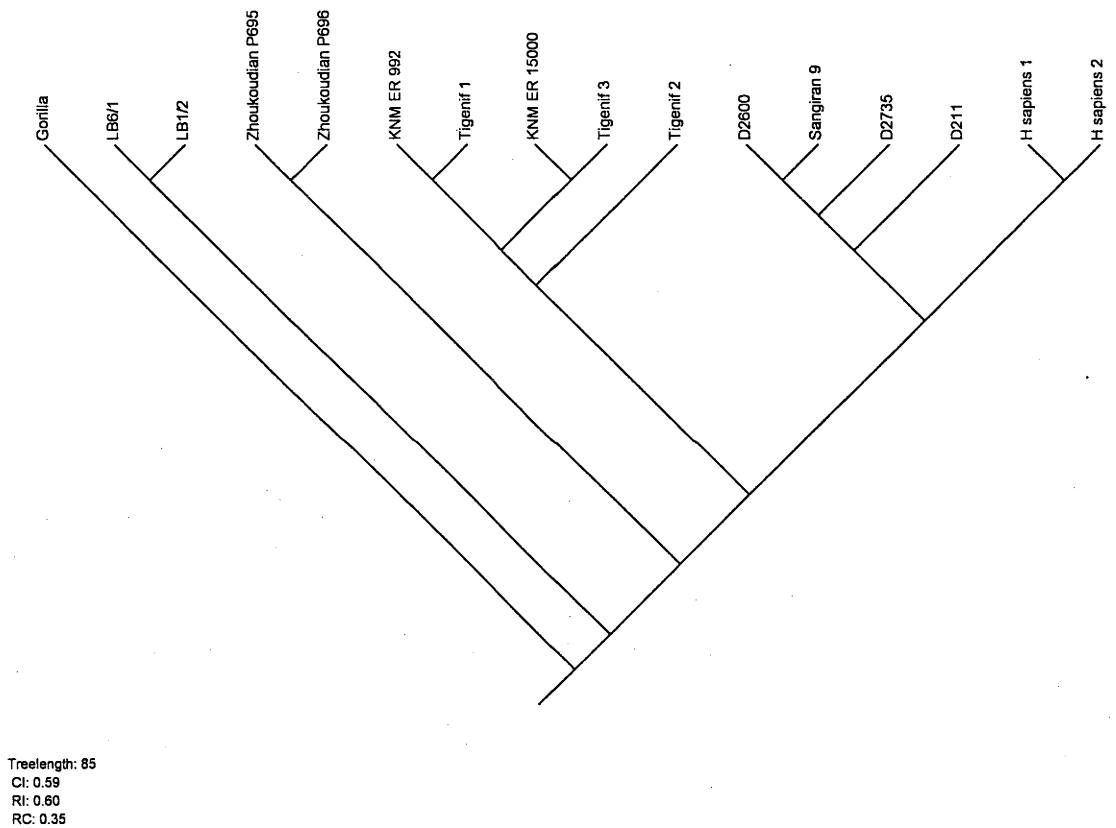 Gorilla
LB6/1
LB1/2
Zhoukoudian P695
Zhoukoudian P696
KNM ER 992
Tigenif 1
KNM ER 15000
Tigenif 3
Tigenif 2
D2600
Sangiran 9
D2735
D211
H sapiens 1
H sapiens 2
Treelength: 85
CI: 0.59
RI: 0.60
RC: 0.35